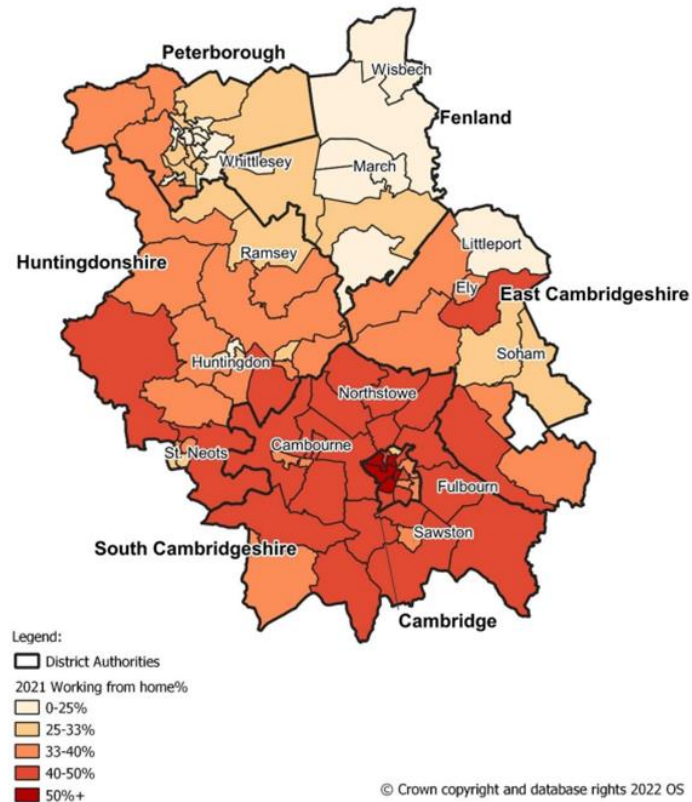 Peterborough
Wisbech
Fenland
Whittlesey
March
Littleport
Huntingdonshire
Ramsey
Ely
East Cambridgeshire
Soham
Huntingdon
Northstowe
Cambourne
St. Neots
Fulbourn
Sawston
South Cambridgeshire
Cambridge
Legend:
District Authorities
2021 Working from home%
0-25%
25-33%
33-40%
40-50%
50%+
© Crown copyright and database rights 2022 OS